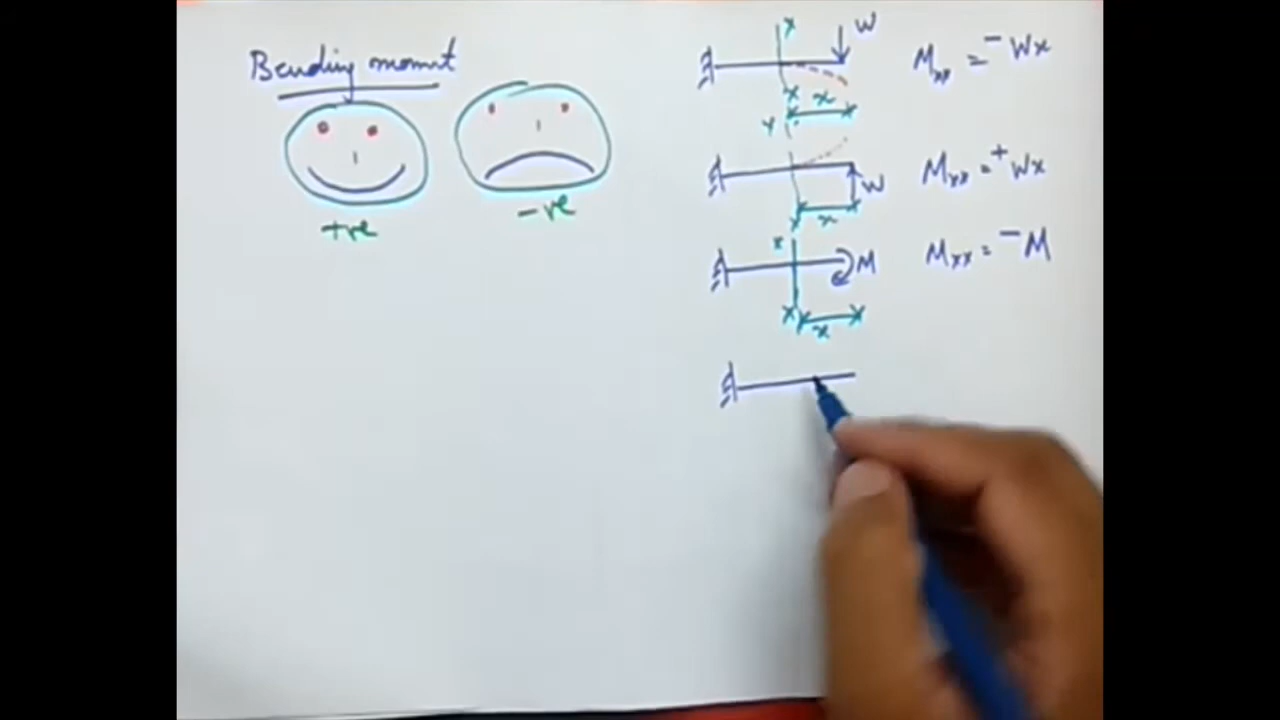 Bending moment
+ve
-ve
X
W
Mxx = -Wx
X
x
Y
Mxx = +Wx
W
x
Y
x
M
Mxx = -M
X
x